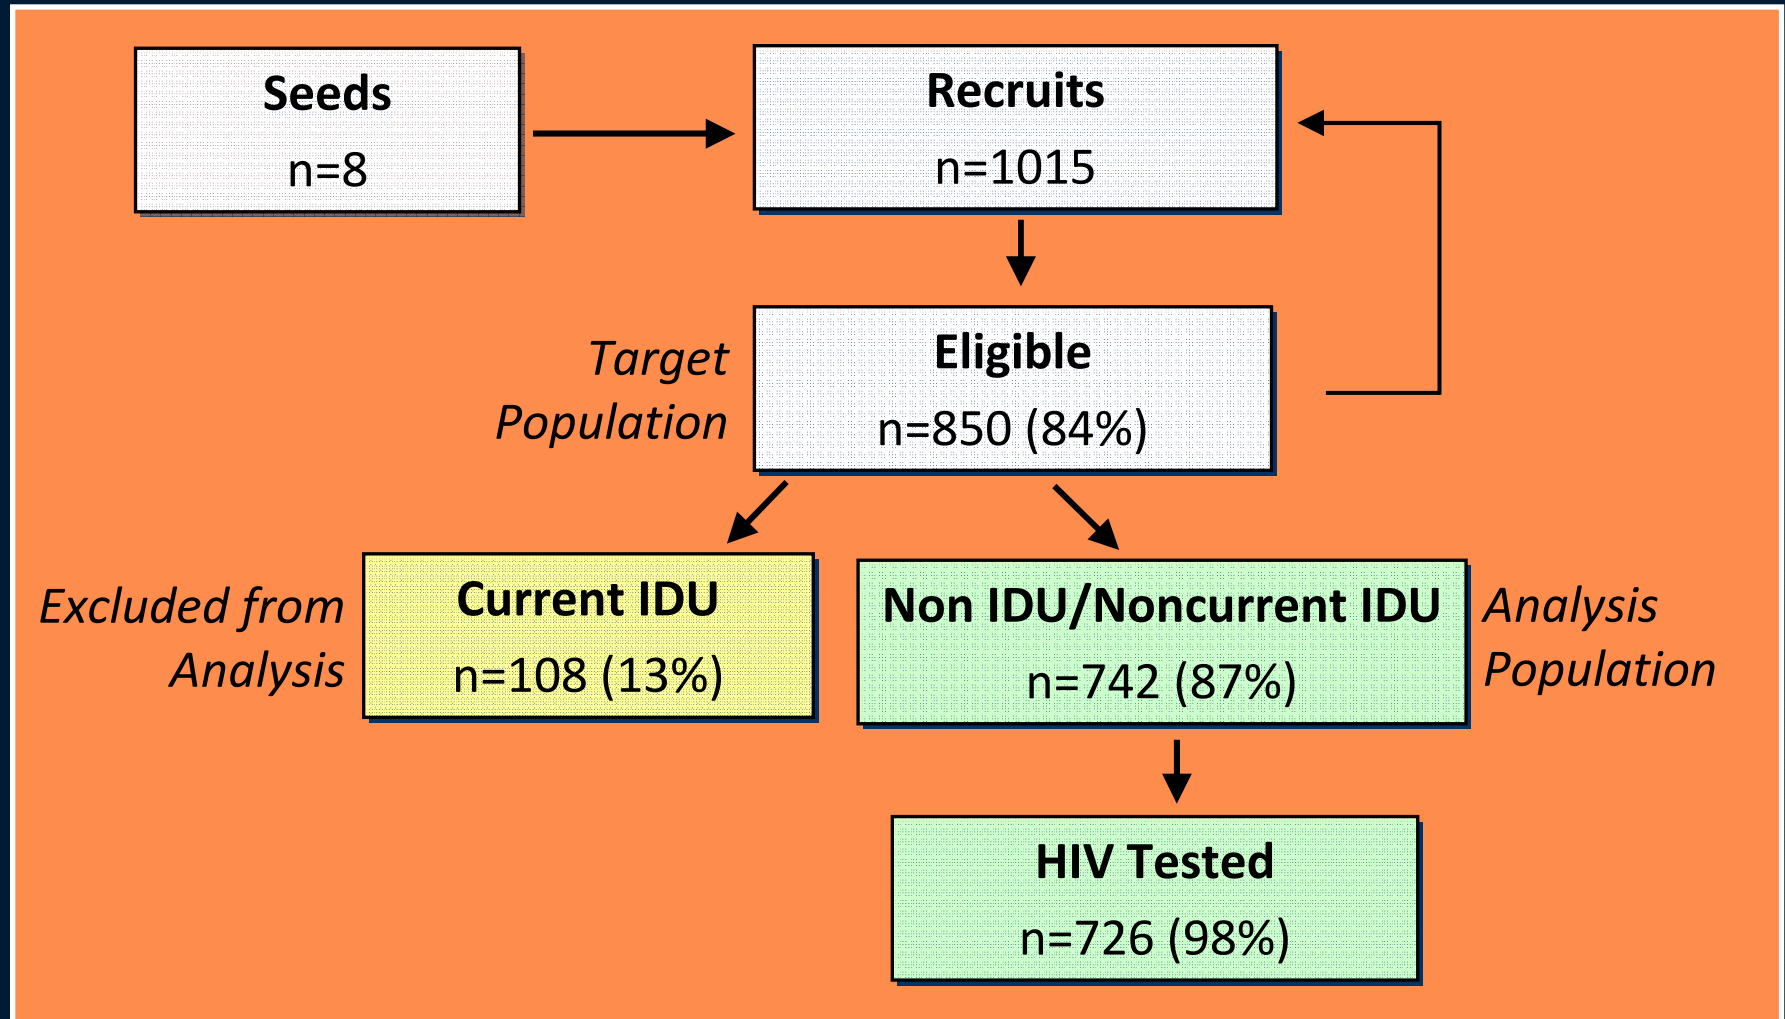 Seeds
n=8
Recruits
n=1015
Target
Population
Eligible
n=850 (84%)
Excluded from
Analysis
Current IDU
n=108 (13%)
Non IDU/Noncurrent IDU
n=742 (87%)
Analysis
Population
HIV Tested
n=726 (98%)